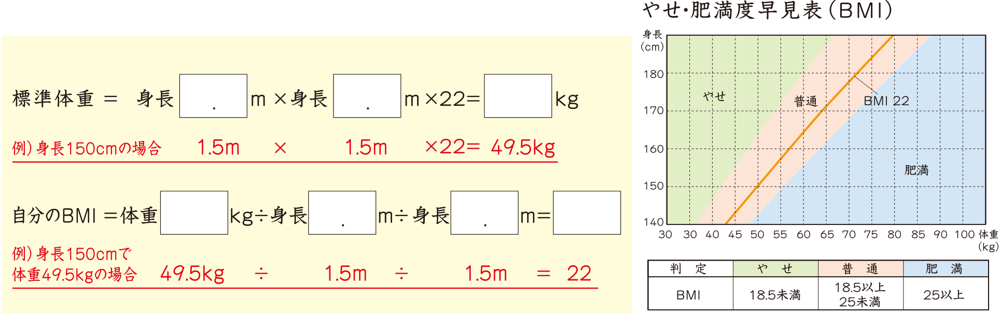 標準体重 = 身長 . m ×身長 . m ×22= kg
例）身長150cmの場合 1.5m × 1.5m ×22= 49.5kg
自分のBMI =体重 kg÷身長 . m÷身長 . m=
例）身長150cmで
体重49.5kgの場合 49.5kg ÷ 1.5m ÷ 1.5m = 22
やせ・肥満度早見表（BMI）
身長
(cm)
180
170
160
150
140
やせ
普通
BMI 22
肥満
30 30 40 45 50 55 60 65 70 80 85 90 100 体重
(kg)
判 定 や せ 普 通 肥 満
BMI 18.5未満 18.5以上 25以上
25未満